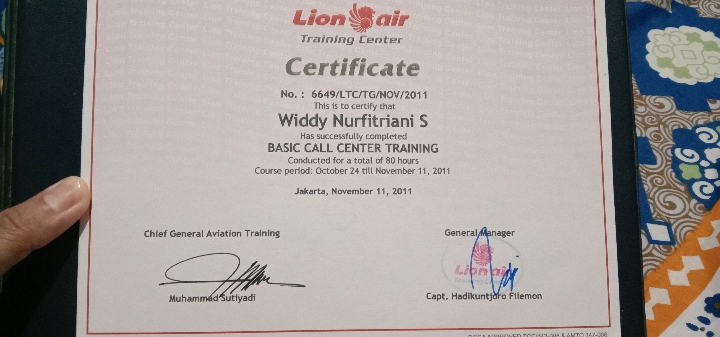 Lion air
Training Center
Certificate
No. : 6649/LTC/TG/NOV/2011
This is to certify that
Widdy Nurfitriani S
Has successfully completed
BASIC CALL CENTER TRAINING
Conducted for a total of 80 hours
Course period: October 24 till November 11, 2011
Jakarta, November 11, 2011
Chief General Aviation Training
General Manager
Lion air
Muhammad Sutiyadi
Capt. Hadikuntjoro Filemon